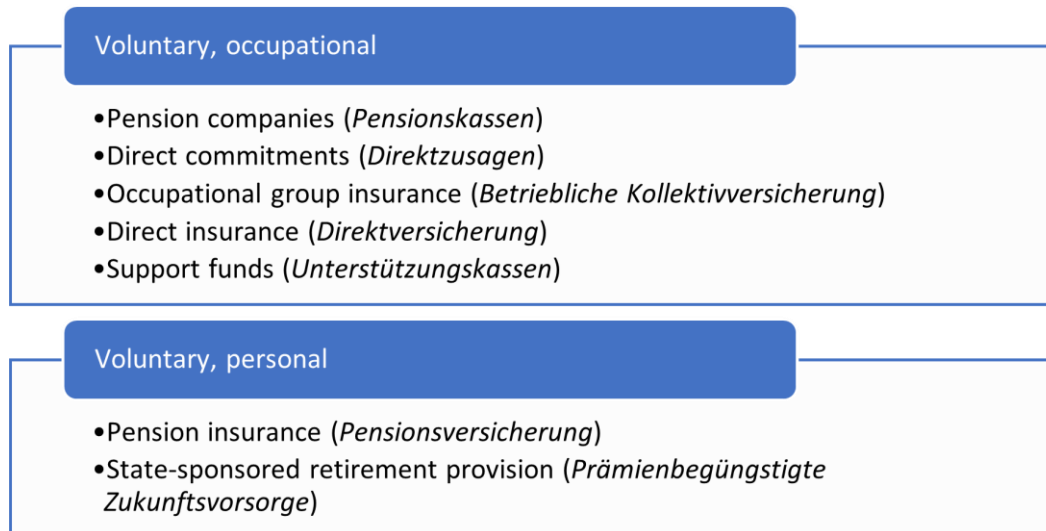 Voluntary, occupational
•Pension companies (Pensionskassen)
•Direct commitments (Direktzusagen)
•Occupational group insurance (Betriebliche Kollektivversicherung)
•Direct insurance (Direktversicherung)
•Support funds (Unterstützungskassen)
Voluntary, personal
•Pension insurance (Pensionsversicherung)
•State-sponsored retirement provision (Prämienbegüngstigte
Zukunftsvorsorge)